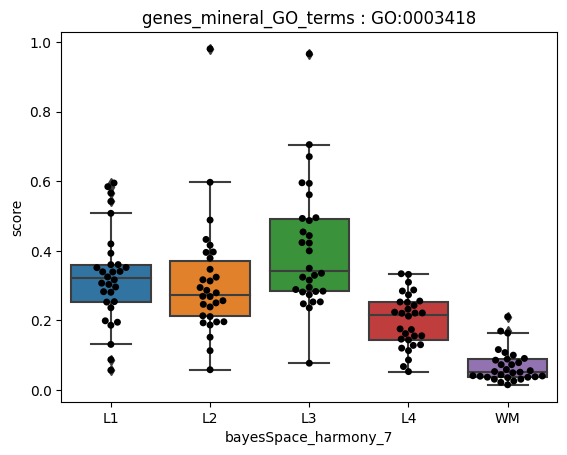 genes_mineral_GO_terms : GO:0003418
1.0
0.8
0.6
0.4
0.2
0.0
score
L1 L2 L3 L4 WM
bayesSpace_harmony_7